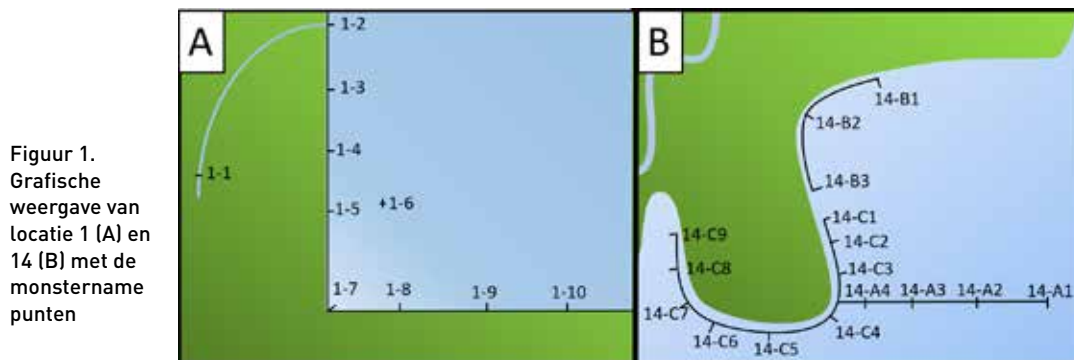 Figuur 1.
Grafische
weergave van
locatie 1 (A) en
14 (B) met de
monstername
punten
A
1-2
1-3
1-4
1-1
1-5
1-6
1-7
1-8
1-9
1-10
B
14-B1
14-B2
14-B3
14-C1
14-C2
14-C3
14-A4
14-A3
14-A2
14-A1
14-C4
14-C5
14-C6
14-C7
14-C8
14-C9